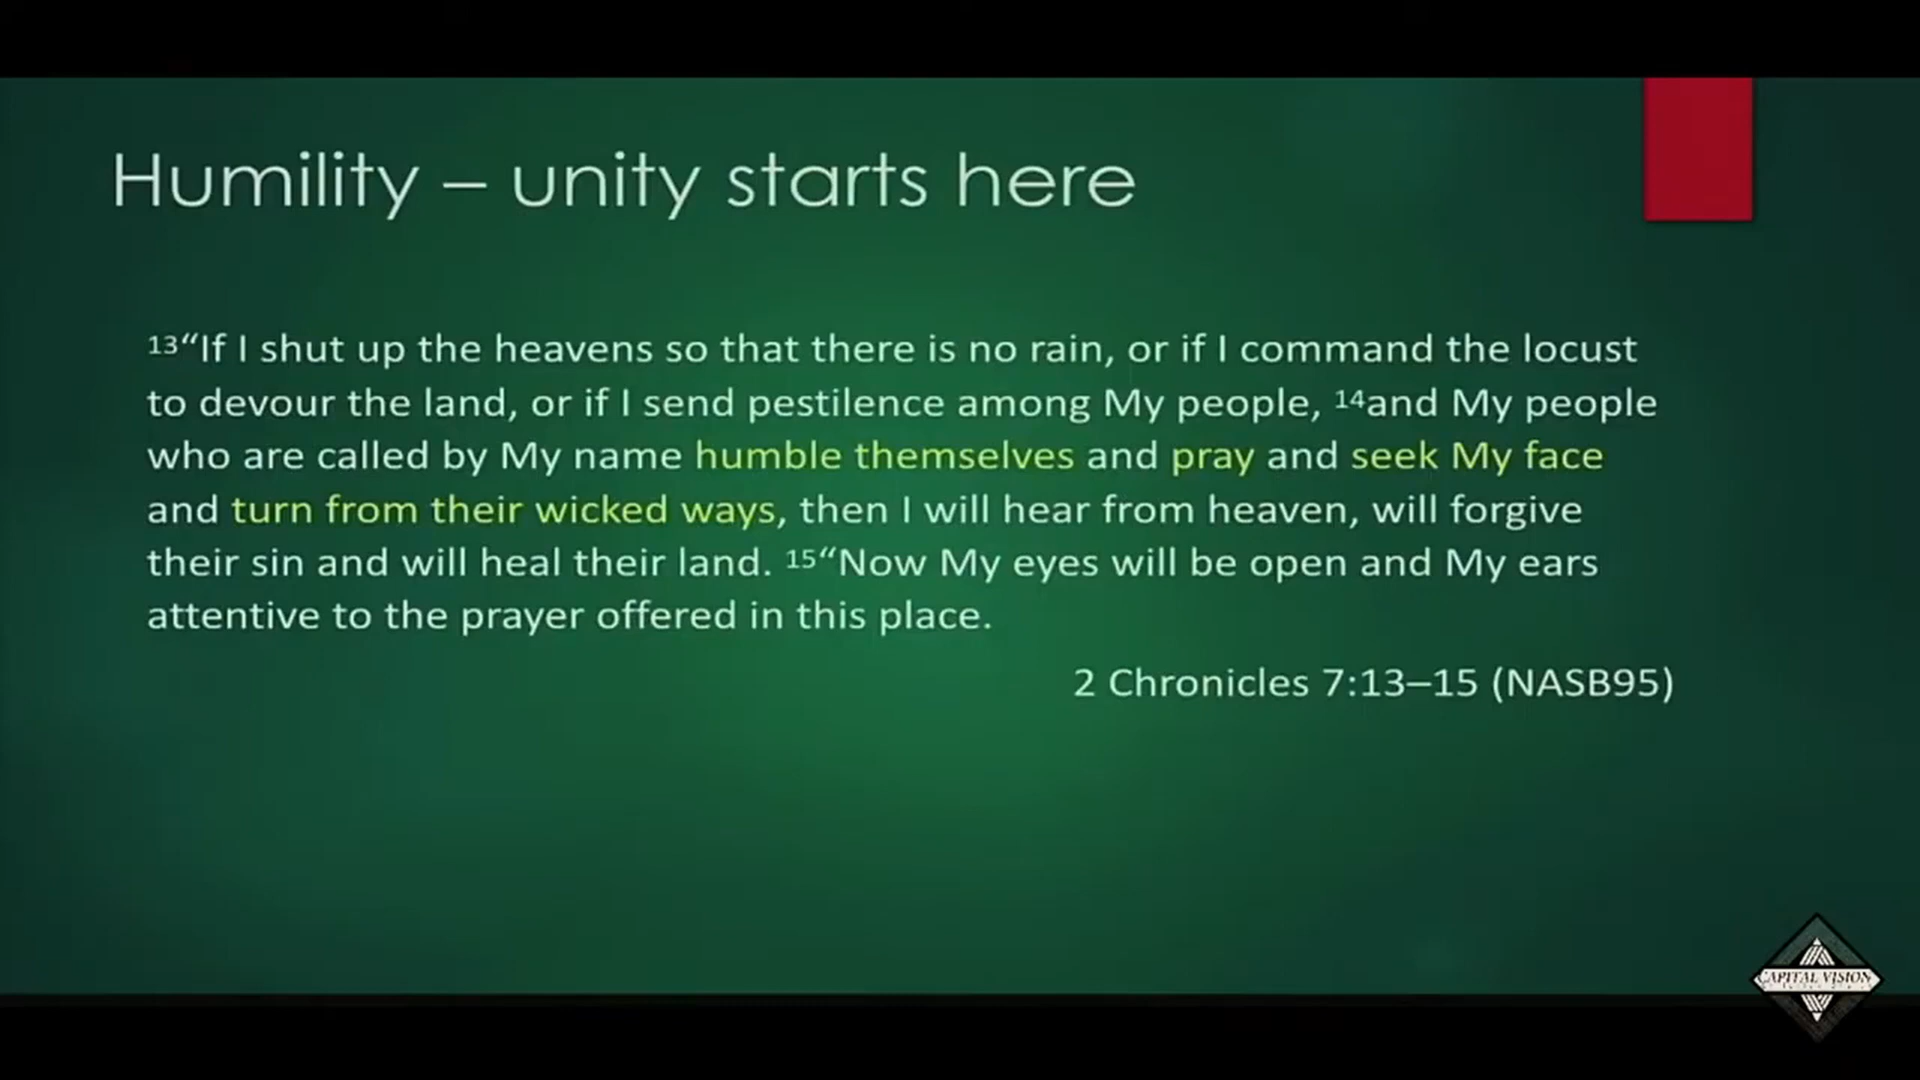 Humility – unity starts here
13“If I shut up the heavens so that there is no rain, or if I command the locust
to devour the land, or if I send pestilence among My people, 14and My people
who are called by My name humble themselves and pray and seek My face
and turn from their wicked ways, then I will hear from heaven, will forgive
their sin and will heal their land. 15“Now My eyes will be open and My ears
attentive to the prayer offered in this place.
2 Chronicles 7:13–15 (NASB95)
CAPITAL VISION